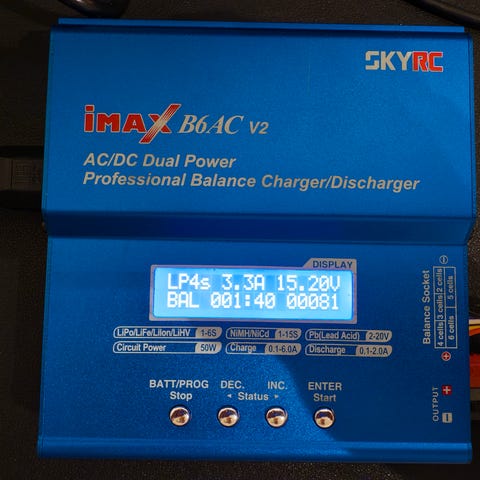 SKYRC
iMAX B6AC V2
AC/DC Dual Power
Professional Balance Charger/Discharger
DISPLAY
LP4s 3.3A 15.20V
BAL 001:40 00081
LiPo/LiFe/LiIon/LiHV 1-6S NiMH/NiCd 1-15S Pb(Lead Acid) 2-20V
Circuit Power 50W Charge 0.1-6.0A Discharge 0.1-2.0A
BATT/PROG DEC. INC. ENTER
Stop ◄ Status ► Start
Balance Socket
4 cells 3 cells 2 cells
6 cells 5 cells
OUTPUT